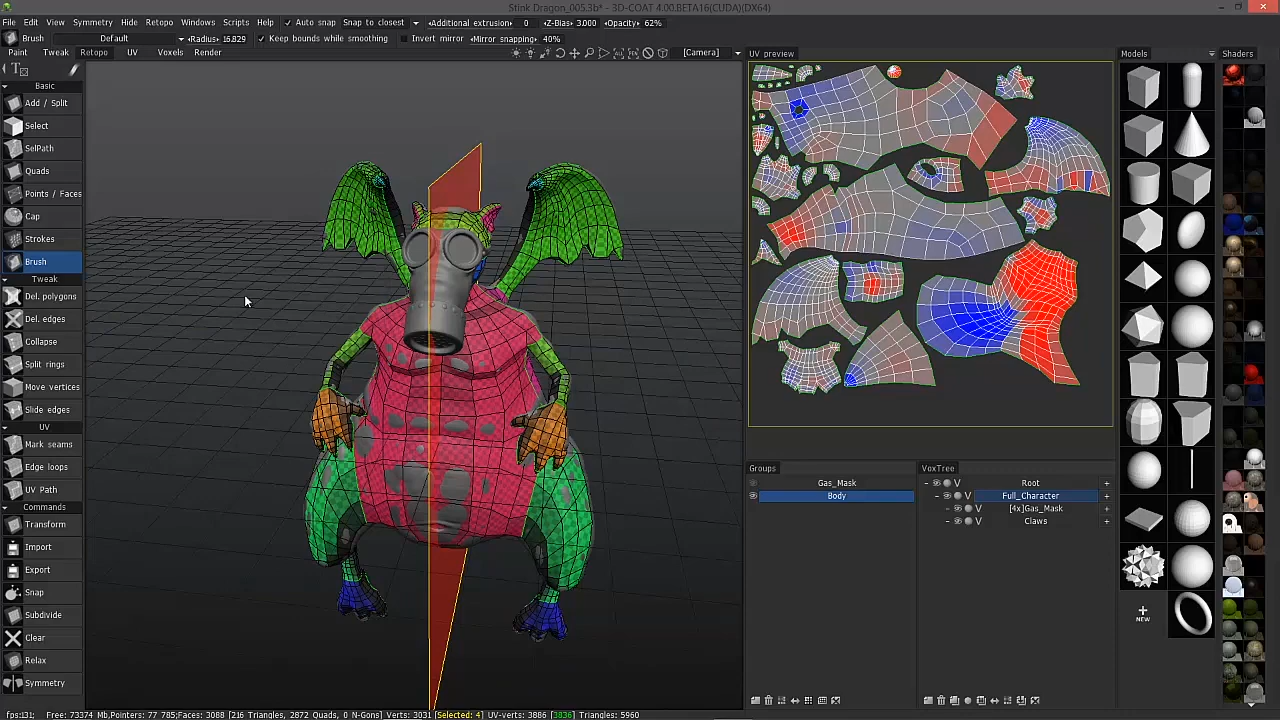 Stink Dragon_005.3b* - 3D-COAT 4.00.BETA16(CUDA)(DX64)
File Edit View Symmetry Hide Retopo Windows Scripts Help Auto snap Snap to closest Additional extrusion 0 Z-Bias 3.000 Opacity 62%
Brush Default Radius 16.829 Keep bounds while smoothing Invert mirror Mirror snapping 40%
Paint Tweak Retopo UV Voxels Render [Camera] UV preview Models Shaders
Basic
Add / Split
Select
SelPath
Quads
Points / Faces
Cap
Strokes
Brush
Tweak
Del. polygons
Del. edges
Collapse
Split rings
Move vertices
Slide edges
UV
Mark seams
Edge loops
UV Path
Commands
Transform
Import
Export
Snap
Subdivide
Clear
Relax
Symmetry
Groups
Gas_Mask
Body
VoxTree
V Root +
V Full_Character +
V [4x]Gas_Mask +
V Claws +
NEW
fps:131; Free: 73374 Mb,Pointers: 77 785;Faces: 3088 [216 Triangles, 2872 Quads, 0 N-Gons] Verts: 3031 [Selected: 4] UV-verts: 3886 [3836] Triangles: 5960